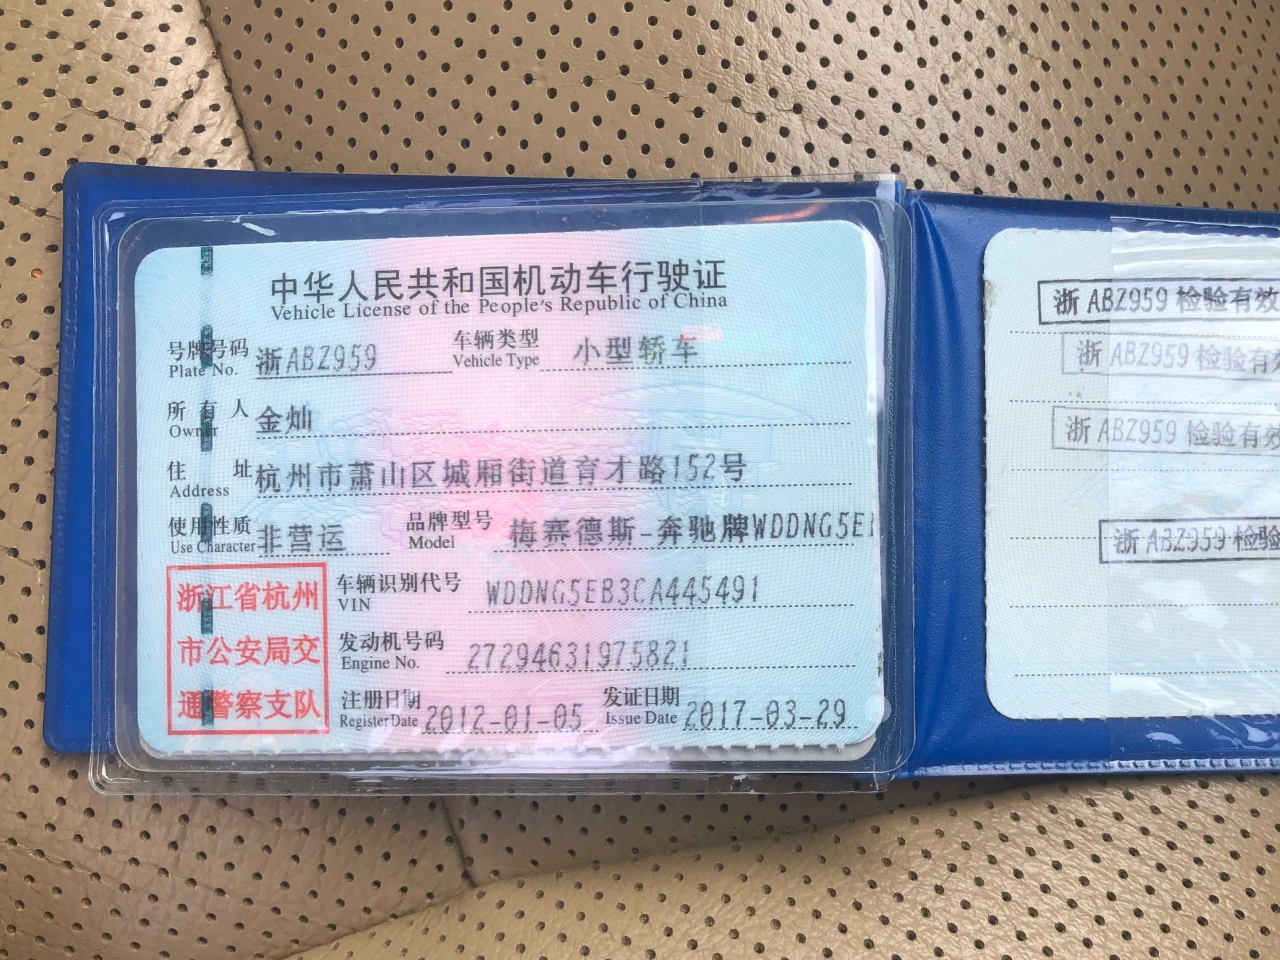 中华人民共和国机动车行驶证
Vehicle License of the People's Republic of China
号牌号码 浙ABZ959 车辆类型 小型轿车
Plate No. Vehicle Type
所有人 金灿
Owner
住址 杭州市萧山区城厢街道育才路152号
Address
使用性质 非营运 品牌型号 梅赛德斯-奔驰牌WDDNG5E
Use Character Model
浙江省杭州
市公安局交
通警察支队
车辆识别代号 WDDNG5EB3CA445491
VIN
发动机号码 27294631975821
Engine No.
注册日期 2012-01-05 发证日期 2017-03-29
Register Date Issue Date
浙ABZ959 检验有效
浙ABZ959 检验有
浙ABZ959 检验有效
浙ABZ959 检验